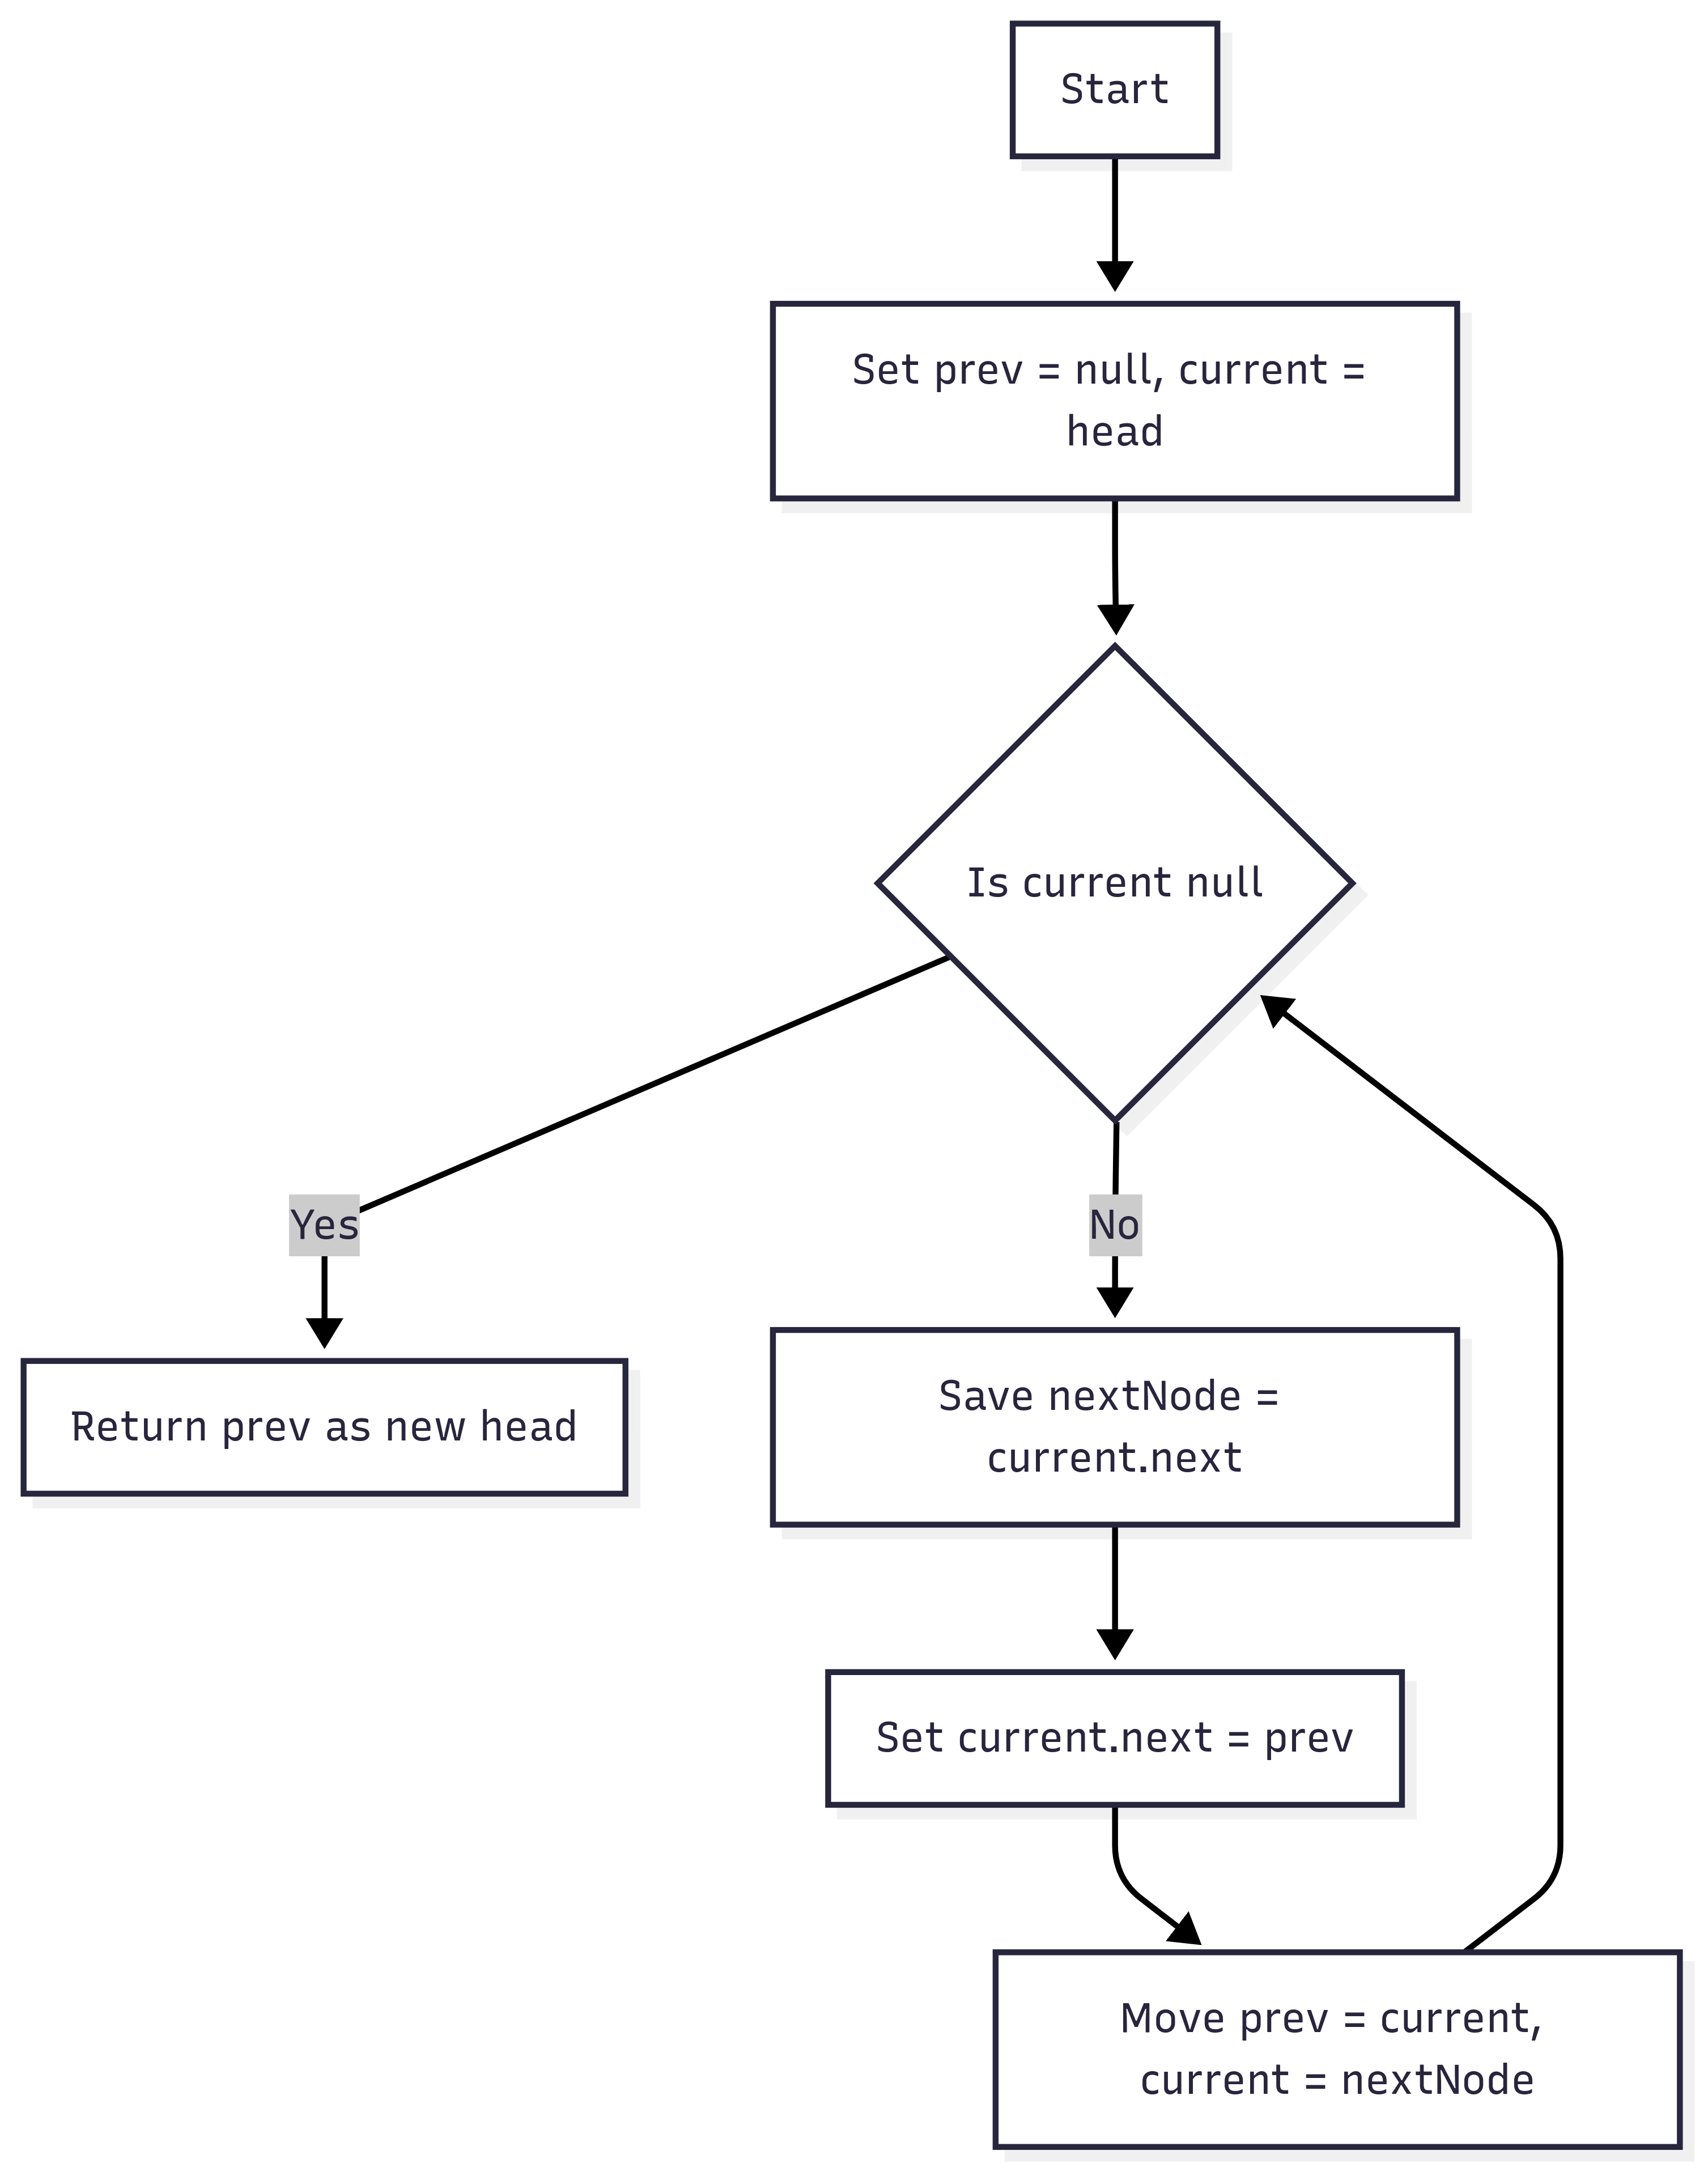 Start
Set prev = null, current =
head
Is current null
Yes
No
Return prev as new head
Save nextNode =
current.next
Set current.next = prev
Move prev = current,
current = nextNode